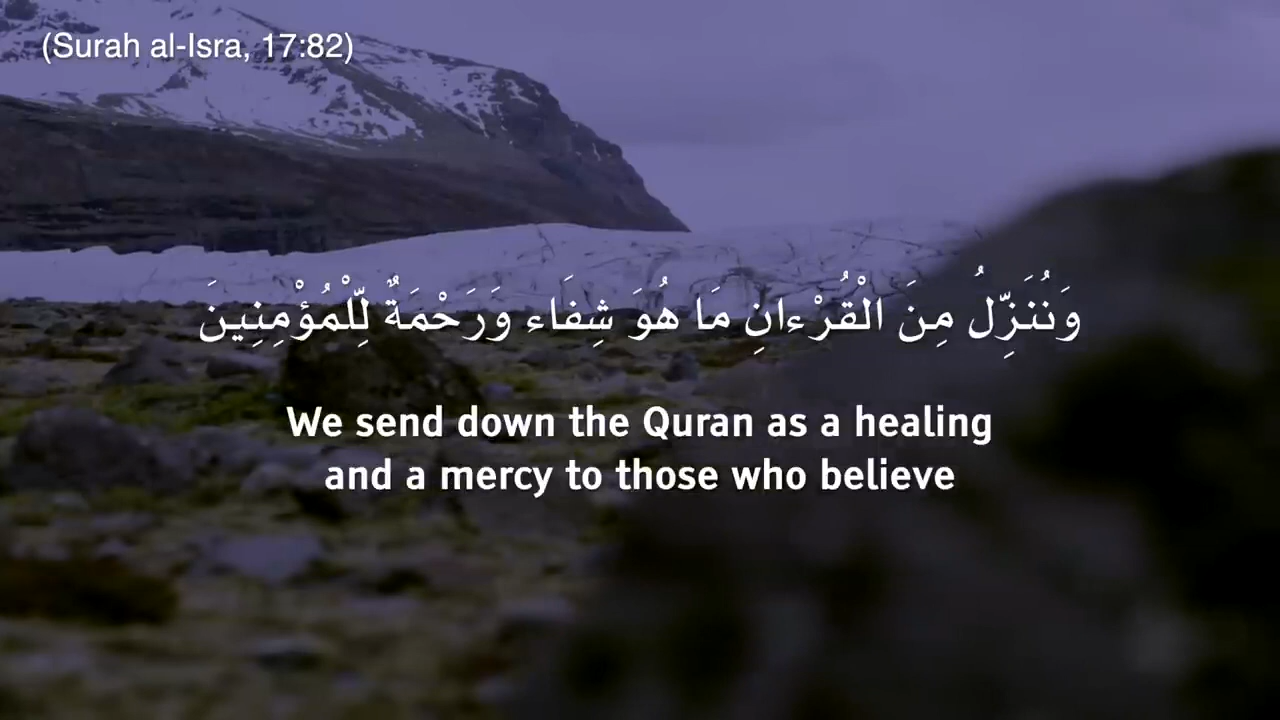 (Surah al-Isra, 17:82)
وَنُنَزِّلُ مِنَ الْقُرْءانِ مَا هُوَ شِفَاء وَرَحْمَةٌ لِّلْمُؤْمِنِينَ
We send down the Quran as a healing
and a mercy to those who believe